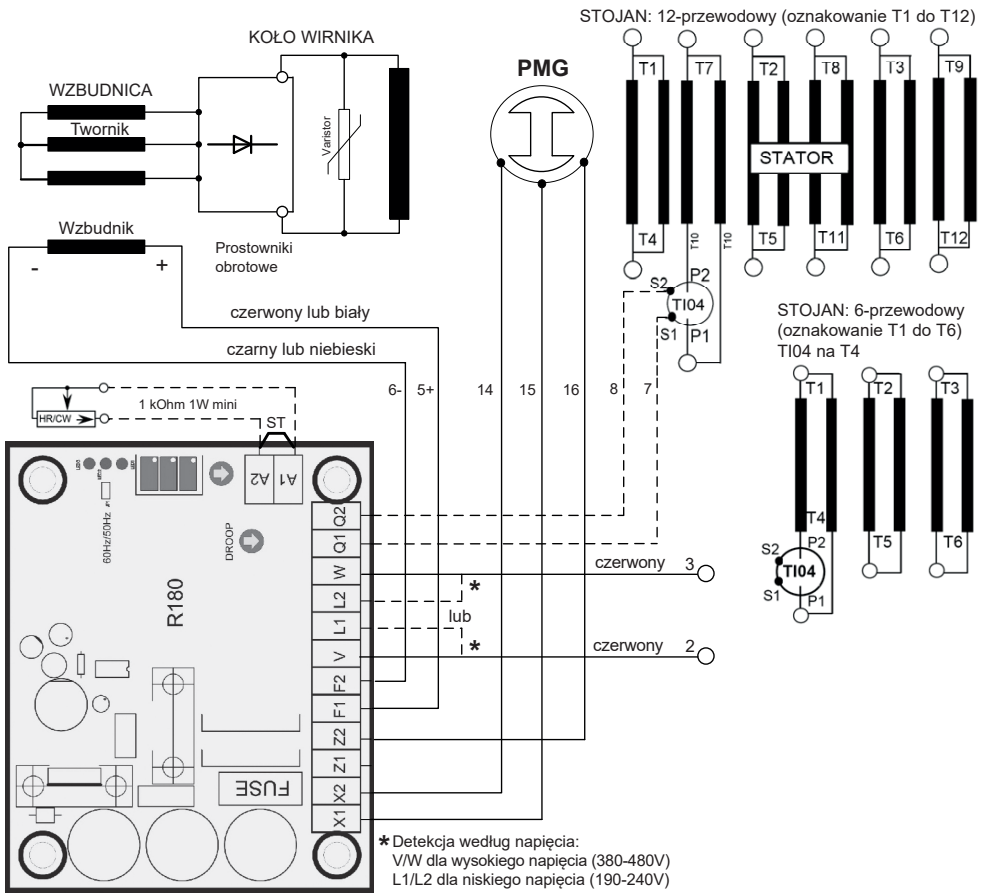 STOJAN: 12-przewodowy (oznakowanie T1 do T12)
KOŁO WIRNIKA
PMG
WZBUDNICA
Twornik
Varistor
T1
T7
T2
T8
T3
T9
STATOR
T4
T10
T10
T5
T11
T6
T12
Wzbudnik
- +
Prostowniki
obrotowe
S2
P2
TI04
S1
P1
czerwony lub biały
czarny lub niebieski
STOJAN: 6-przewodowy
(oznakowanie T1 do T6)
TI04 na T4
T1
T2
T3
T4
T5
T6
S2
P2
TI04
S1
P1
6-
5+
14
15
16
8
7
HR/CW
1 kOhm 1W mini
ST
A2
A1
60Hz/50Hz
DROOP
R180
FUSE
Q2
Q1
W
L2
L1
V
F2
F1
Z2
Z1
X2
X1
czerwony 3
*
lub
*
czerwony 2
* Detekcja według napięcia:
V/W dla wysokiego napięcia (380-480V)
L1/L2 dla niskiego napięcia (190-240V)